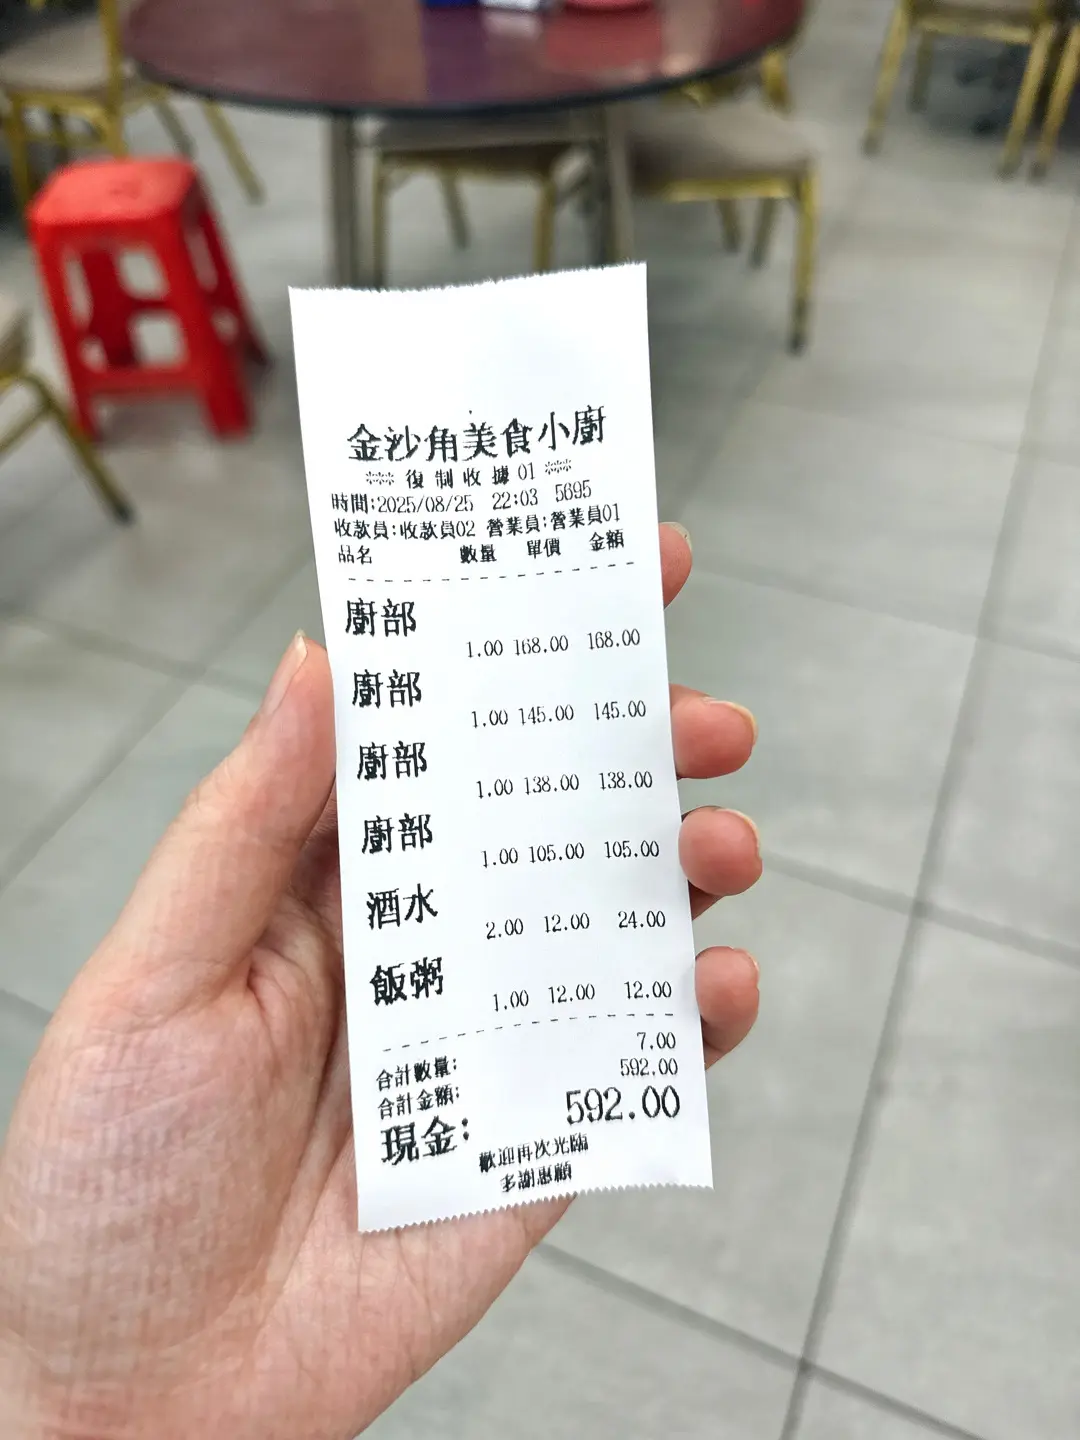 金沙角美食小廚
*** 復制收據01 ***
時間:2025/08/25 22:03 5695
收款員:收款員02 營業員:營業員01
品名 數量 單價 金額
廚部
1.00 168.00 168.00
廚部
1.00 145.00 145.00
廚部
1.00 138.00 138.00
廚部
1.00 105.00 105.00
酒水
2.00 12.00 24.00
飯粥
1.00 12.00 12.00
合計數量: 7.00
合計金額: 592.00
現金: 592.00
歡迎再次光臨
多謝惠顧